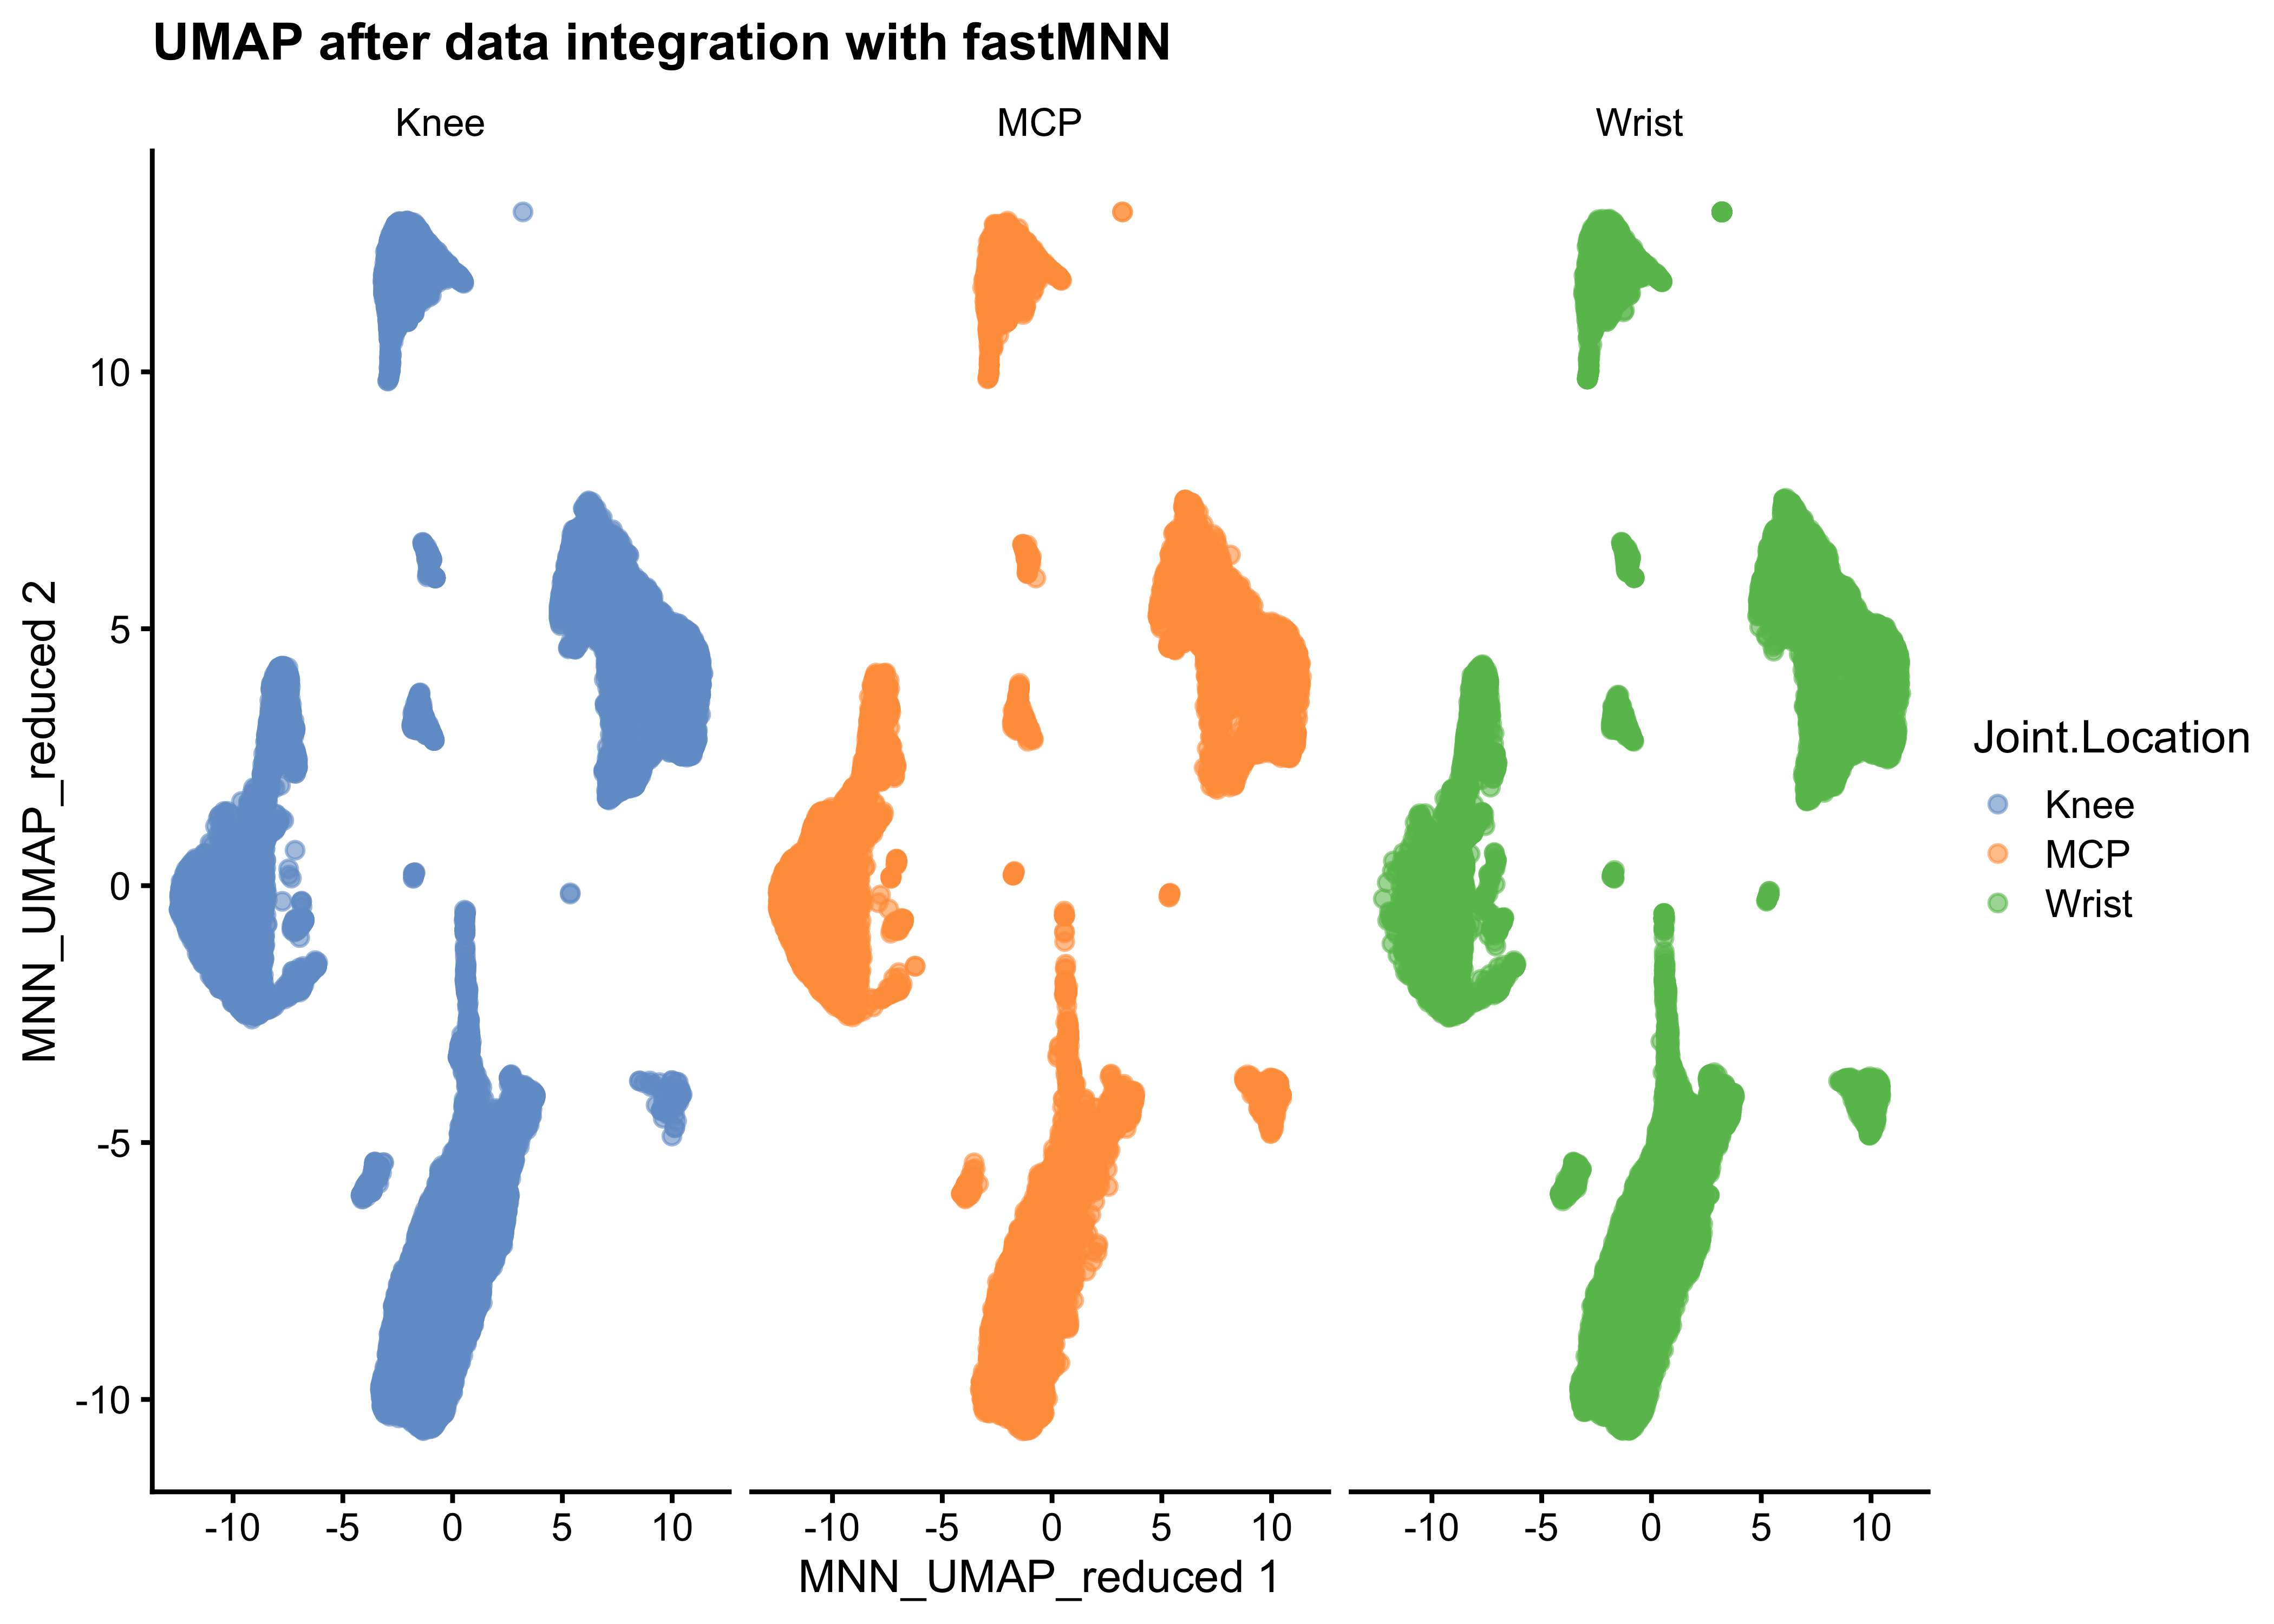 UMAP after data integration with fastMNN
Knee
MCP
Wrist
MNN_UMAP_reduced 2
10
5
0
-5
-10
-10 -5 0 5 10
-10 -5 0 5 10
-10 -5 0 5 10
MNN_UMAP_reduced 1
Joint.Location
Knee
MCP
Wrist